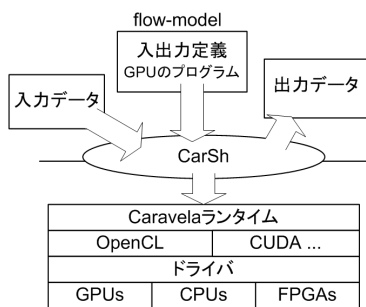 flow-model
入出力定義
GPUのプログラム
入力データ
出力データ
CarSh
Caravelaランタイム
OpenCL
CUDA ...
ドライバ
GPUs
CPUs
FPGAs